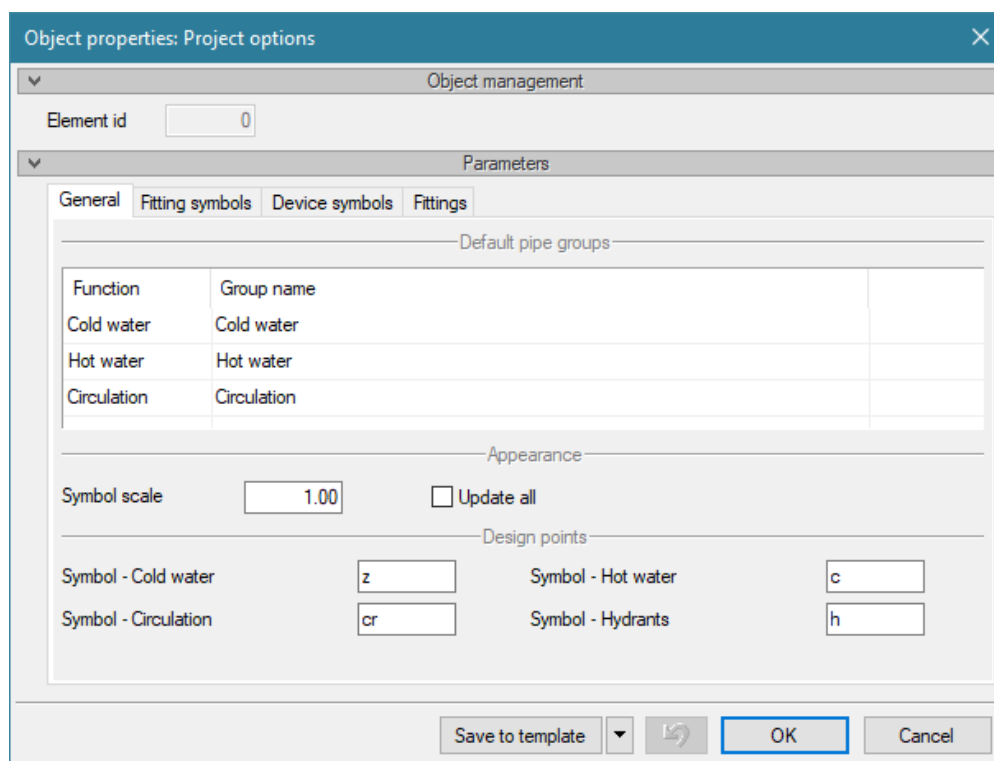 Object properties: Project options
Object management
Element id 0
Parameters
General Fitting symbols Device symbols Fittings
Default pipe groups
Function Group name
Cold water Cold water
Hot water Hot water
Circulation Circulation
Appearance
Symbol scale 1.00 Update all
Design points
Symbol - Cold water z Symbol - Hot water c
Symbol - Circulation cr Symbol - Hydrants h
Save to template OK Cancel